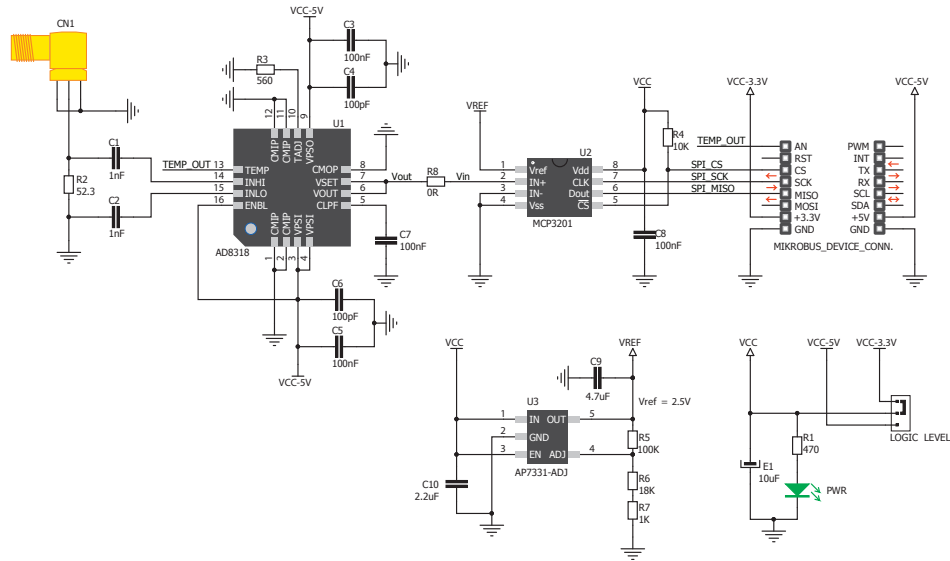 CN1
VCC-5V
C3
100nF
C4
100pF
R3
560
12
11
10
9
CMIP
CMIP
TADJ
VPSO
U1
C1
1nF
TEMP_OUT
13
14
15
16
TEMP
INHI
INLO
ENBL
CMOP
VSET
VOUT
CLPF
8
7
6
5
R2
52.3
C2
1nF
CMIP
CMIP
VPSI
VPSI
AD8318
1
2
3
4
C7
100nF
C6
100pF
C5
100nF
VCC-5V
Vout
R8
0R
Vin
VREF
U2
1
2
3
4
Vref
IN+
IN-
Vss
Vdd
CLK
Dout
CS
8
7
6
5
MCP3201
VCC
R4
10K
C8
100nF
TEMP_OUT
SPI_CS
SPI_SCK
SPI_MISO
VCC-3.3V
VCC-5V
AN
RST
CS
SCK
MISO
MOSI
+3.3V
GND
PWM
INT
TX
RX
SCL
SDA
+5V
GND
MIKROBUS_DEVICE_CONN.
VCC
VREF
C9
4.7uF
Vref = 2.5V
U3
1
2
3
IN
OUT
GND
EN
ADJ
5
4
AP7331-ADJ
R5
100K
R6
18K
R7
1K
C10
2.2uF
VCC
VCC-5V
VCC-3.3V
LOGIC LEVEL
R1
470
E1
10uF
PWR